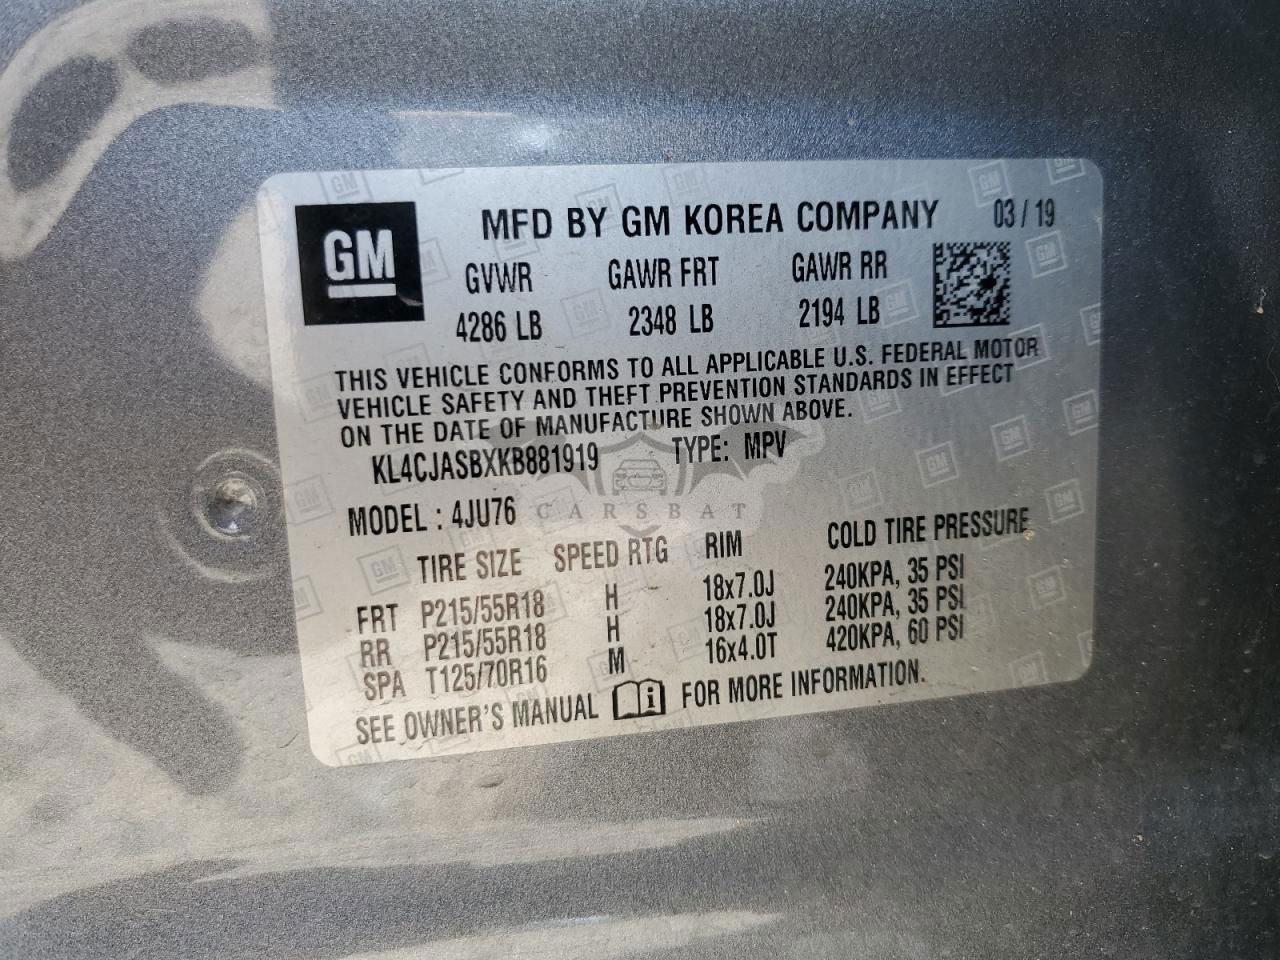 GM
MFD BY GM KOREA COMPANY 03 / 19
GVWR GAWR FRT GAWR RR
4286 LB 2348 LB 2194 LB
THIS VEHICLE CONFORMS TO ALL APPLICABLE U.S. FEDERAL MOTOR
VEHICLE SAFETY AND THEFT PREVENTION STANDARDS IN EFFECT
ON THE DATE OF MANUFACTURE SHOWN ABOVE.
KL4CJASBXKB881919 TYPE: MPV
CARSBAT
MODEL : 4JU76
TIRE SIZE SPEED RTG RIM COLD TIRE PRESSURE
FRT P215/55R18 H 18x7.0J 240KPA, 35 PSI
RR P215/55R18 H 18x7.0J 240KPA, 35 PSI
SPA T125/70R16 M 16x4.0T 420KPA, 60 PSI
SEE OWNER'S MANUAL i FOR MORE INFORMATION.